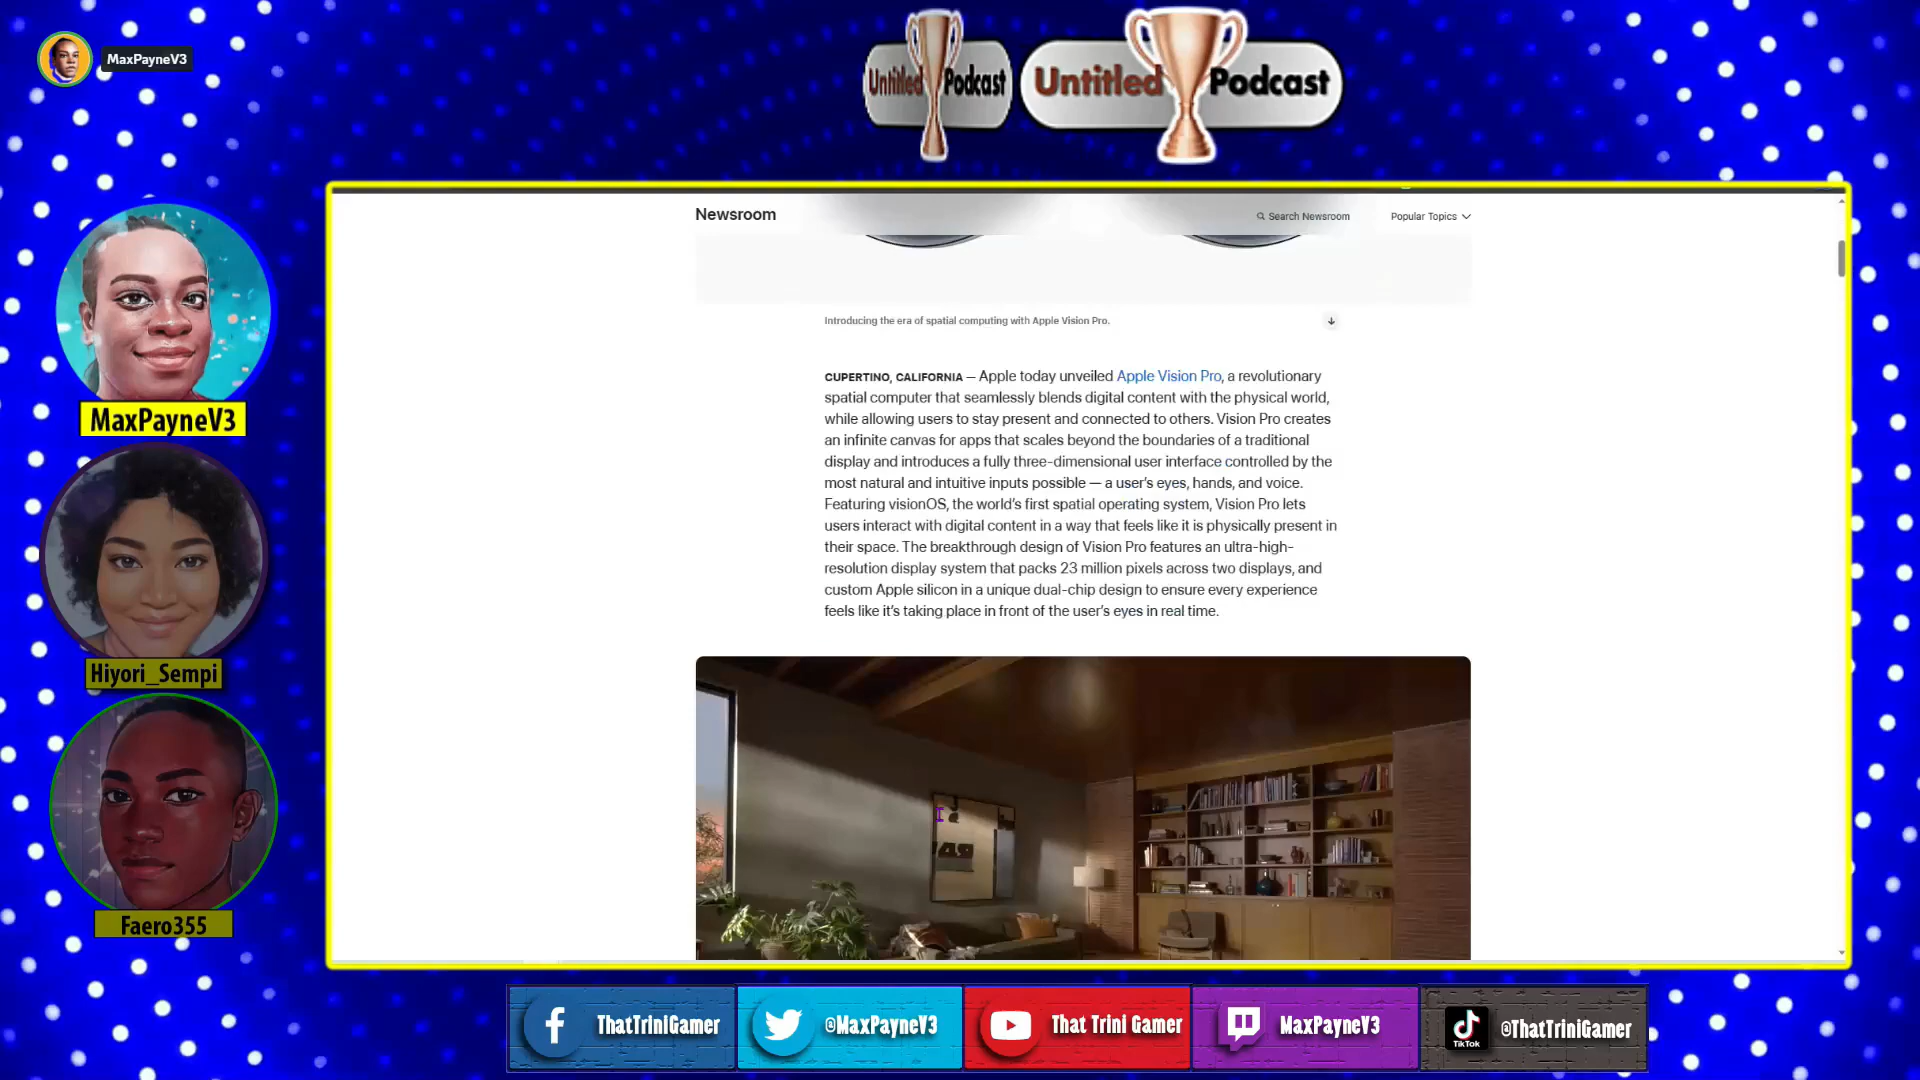 MaxPayneV3
Untitled Podcast
Untitled Podcast
Newsroom
Search Newsroom
Popular Topics
Introducing the era of spatial computing with Apple Vision Pro.
CUPERTINO, CALIFORNIA — Apple today unveiled Apple Vision Pro, a revolutionary
spatial computer that seamlessly blends digital content with the physical world,
while allowing users to stay present and connected to others. Vision Pro creates
an infinite canvas for apps that scales beyond the boundaries of a traditional
display and introduces a fully three-dimensional user interface controlled by the
most natural and intuitive inputs possible — a user’s eyes, hands, and voice.
Featuring visionOS, the world’s first spatial operating system, Vision Pro lets
users interact with digital content in a way that feels like it is physically present in
their space. The breakthrough design of Vision Pro features an ultra-high-
resolution display system that packs 23 million pixels across two displays, and
custom Apple silicon in a unique dual-chip design to ensure every experience
feels like it’s taking place in front of the user’s eyes in real time.
MaxPayneV3
Hiyori_Sempi
Faero355
ThatTriniGamer
@MaxPayneV3
That Trini Gamer
MaxPayneV3
TikTok
@ThatTriniGamer